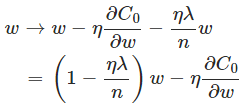 w → w − η ∂C₀/∂w − ηλ/n w
= (1 − ηλ/n) w − η ∂C₀/∂w